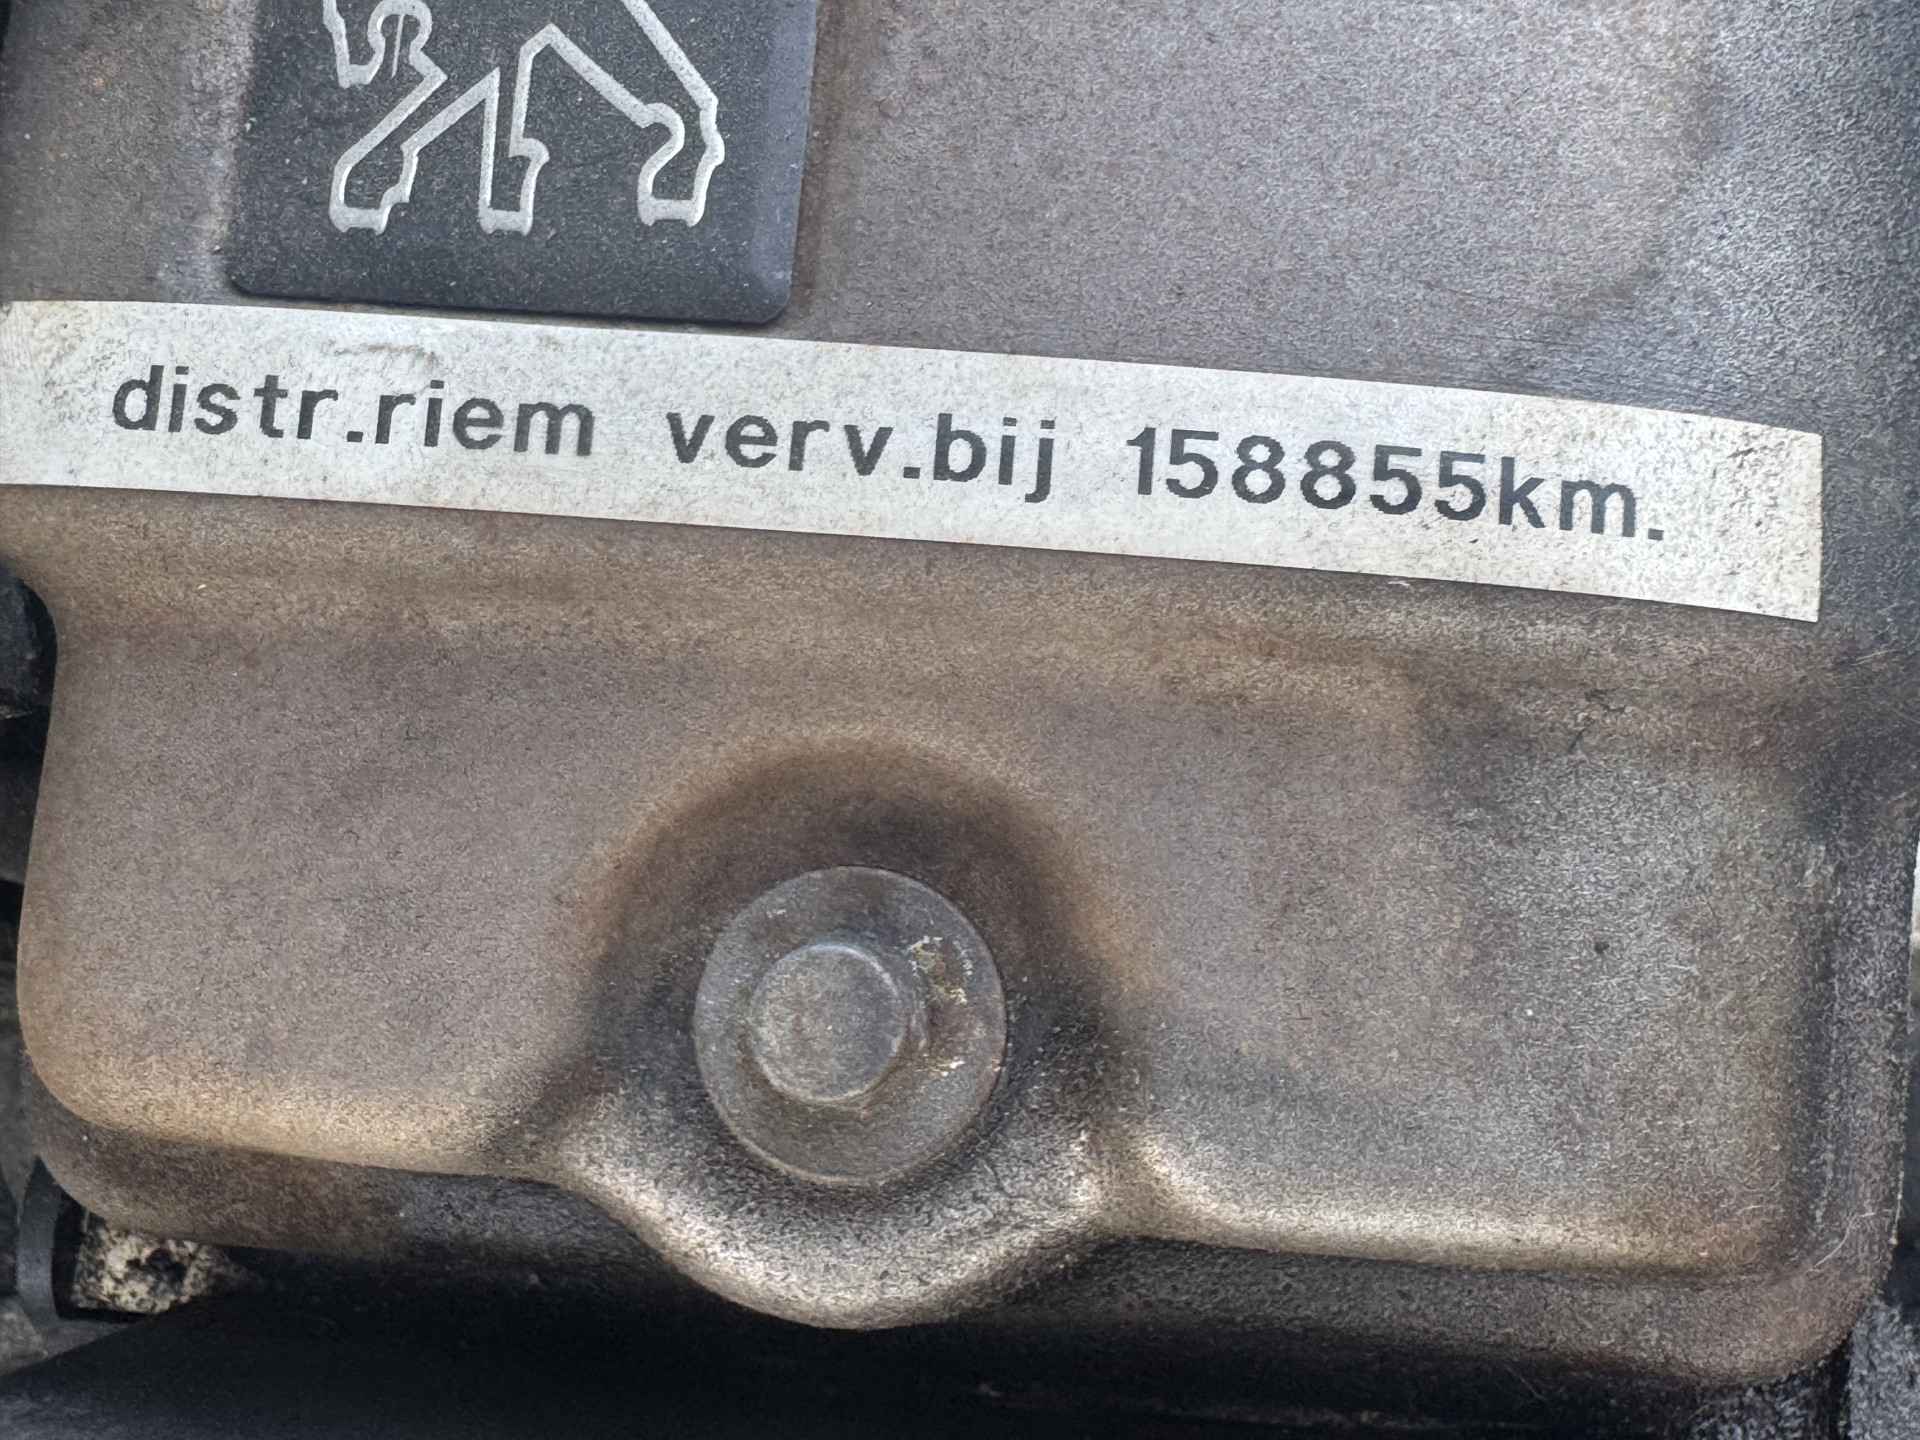 distr.riem verv.bij 158855km.